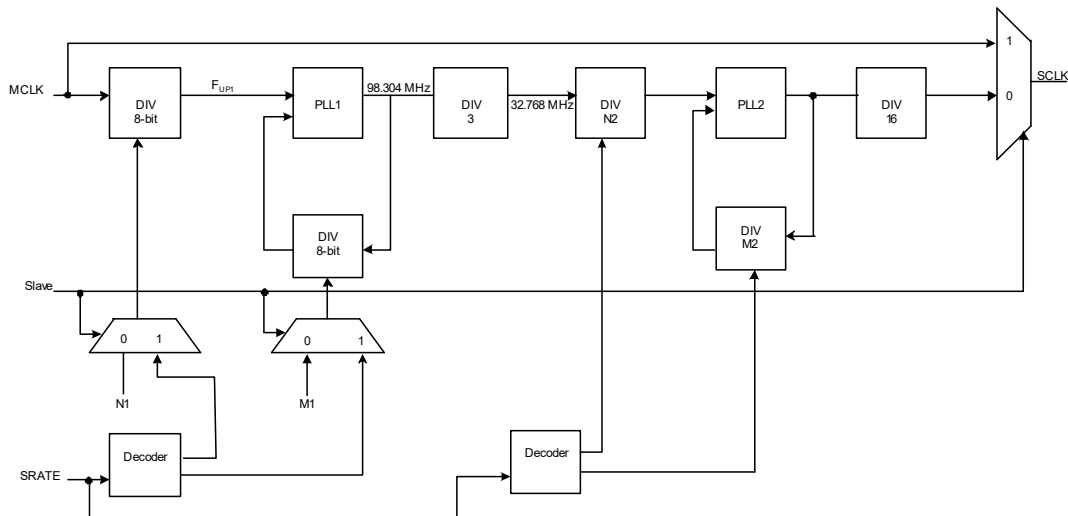 1
MCLK
DIV
8-bit
FUP1
PLL1
98.304 MHz
DIV
3
32.768 MHz
DIV
N2
PLL2
DIV
16
0
SCLK
DIV
8-bit
DIV
M2
Slave
0 1
0 1
N1
M1
Decoder
Decoder
SRATE